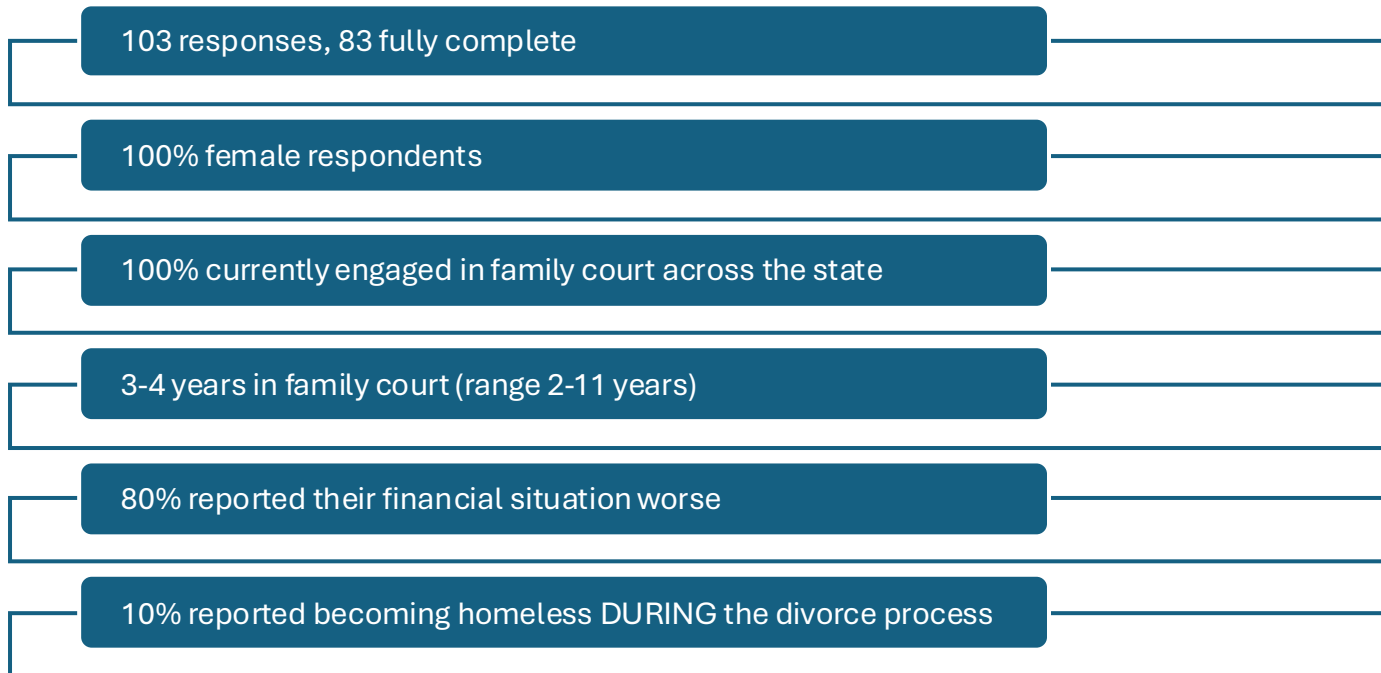 103 responses, 83 fully complete
100% female respondents
100% currently engaged in family court across the state
3-4 years in family court (range 2-11 years)
80% reported their financial situation worse
10% reported becoming homeless DURING the divorce process